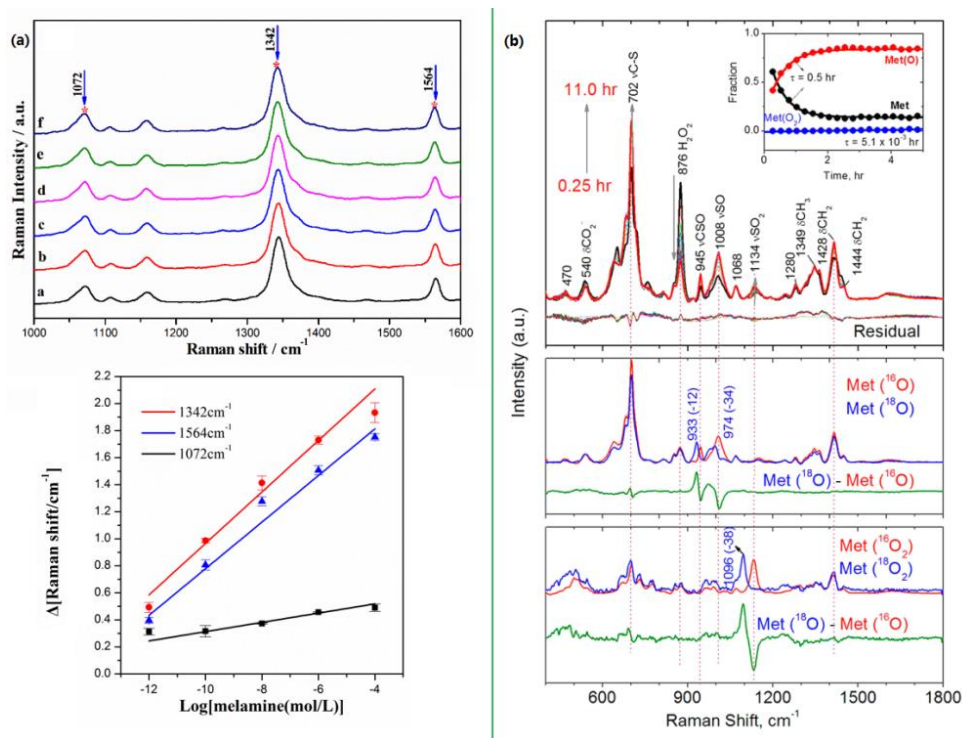 (a)
Raman Intensity / a.u.
1072
1342
1564
f
e
d
c
b
a
1000 1100 1200 1300 1400 1500 1600
Raman shift / cm⁻¹
Δ[Raman shift/cm⁻¹]
2.2
2.0
1.8
1.6
1.4
1.2
1.0
0.8
0.6
0.4
0.2
0.0
1342cm⁻¹
1564cm⁻¹
1072cm⁻¹
-12 -10 -8 -6 -4
Log[melamine(mol/L)]
(b)
Intensity (a.u.)
11.0 hr
0.25 hr
470
540 δCO₂⁻
702 νC-S
876 H₂O₂
945 νCSO
1008 νSO
1068
1134 νSO₂
1280
1349 δCH₃
1428 δCH₂
1444 δCH₂
Residual
Fraction
1.0
0.5
0.0
Met(O)
τ = 0.5 hr
Met
Met(O₂)
τ = 5.1 x 10⁻³ hr
0 2 4
Time, hr
933 (-12)
974 (-34)
Met (¹⁶O)
Met (¹⁸O)
Met (¹⁸O) - Met (¹⁶O)
1096 (-38)
Met (¹⁶O₂)
Met (¹⁸O₂)
Met (¹⁸O) - Met (¹⁶O)
600 900 1200 1500 1800
Raman Shift, cm⁻¹